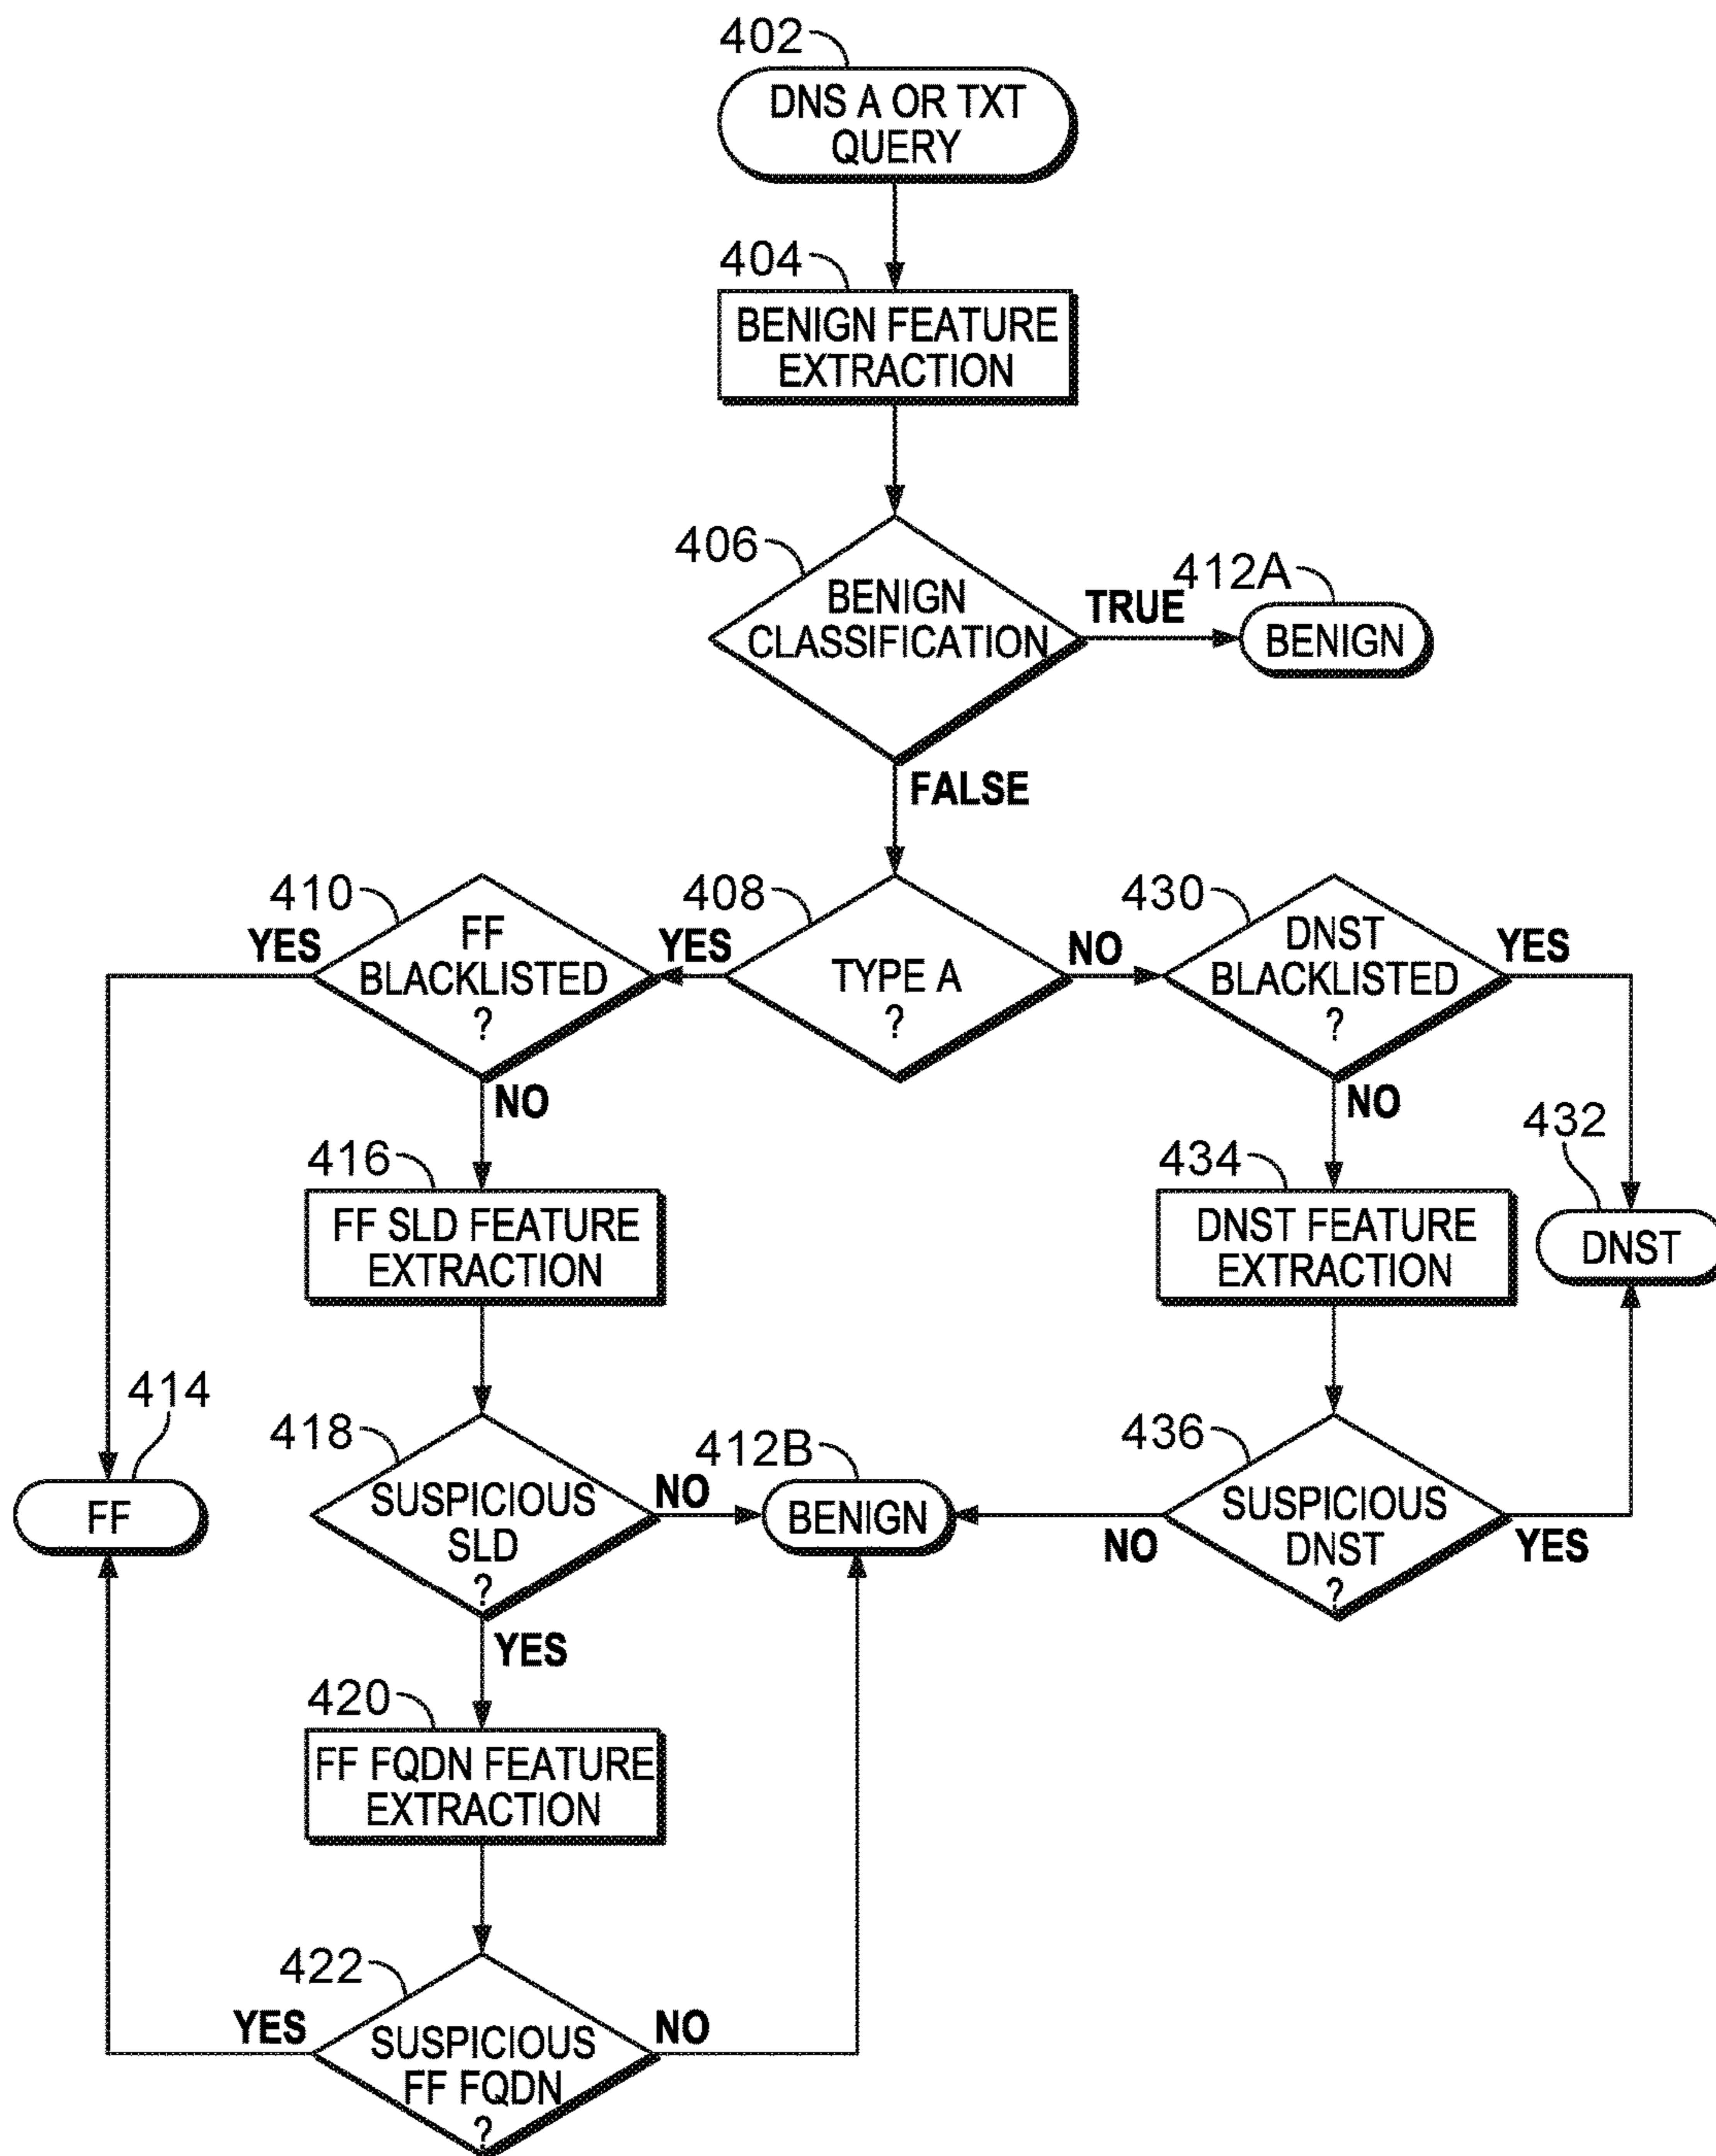 402
DNS A OR TXT
QUERY
404
BENIGN FEATURE
EXTRACTION
406
BENIGN
CLASSIFICATION
TRUE
412A
BENIGN
FALSE
410
FF
BLACKLISTED
?
YES
NO
408
TYPE A
?
YES
NO
430
DNST
BLACKLISTED
?
YES
NO
416
FF SLD FEATURE
EXTRACTION
434
DNST FEATURE
EXTRACTION
432
DNST
414
FF
418
SUSPICIOUS
SLD
?
NO
YES
412B
BENIGN
436
SUSPICIOUS
DNST
?
NO
YES
420
FF FQDN FEATURE
EXTRACTION
422
SUSPICIOUS
FF FQDN
?
YES
NO